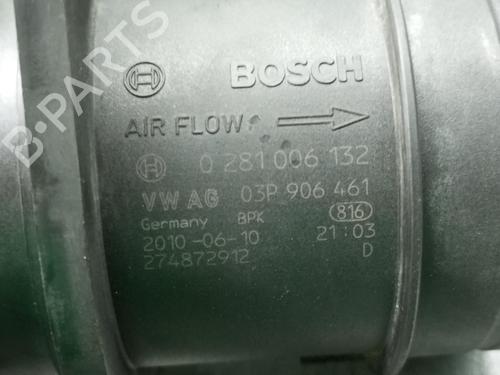 BOSCH
AIR FLOW
0 281 006 132
VW AG 03P 906 461
Germany BPK 816
2010-06-10 21:03
274872912 D
B-PARTS